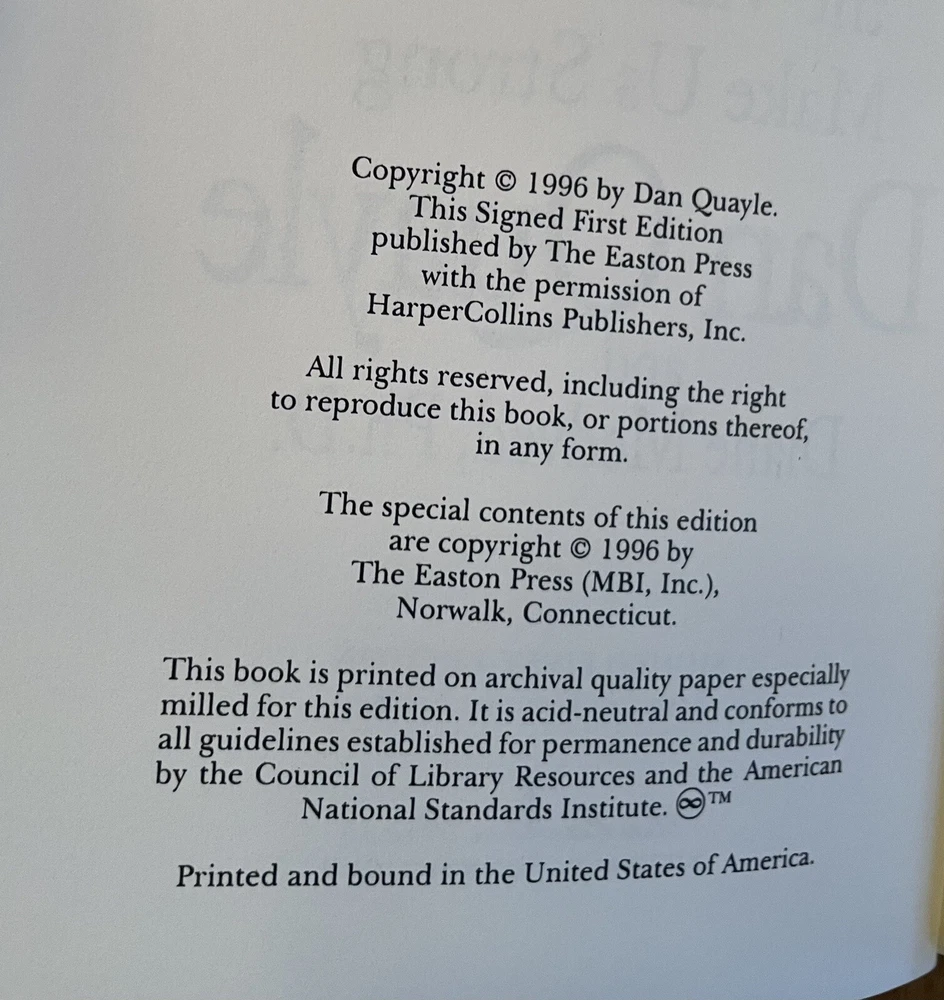 Copyright © 1996 by Dan Quayle.
This Signed First Edition
published by The Easton Press
with the permission of
HarperCollins Publishers, Inc.
All rights reserved, including the right
to reproduce this book, or portions thereof,
in any form.
The special contents of this edition
are copyright © 1996 by
The Easton Press (MBI, Inc.),
Norwalk, Connecticut.
This book is printed on archival quality paper especially
milled for this edition. It is acid-neutral and conforms to
all guidelines established for permanence and durability
by the Council of Library Resources and the American
National Standards Institute. ♾™
Printed and bound in the United States of America.